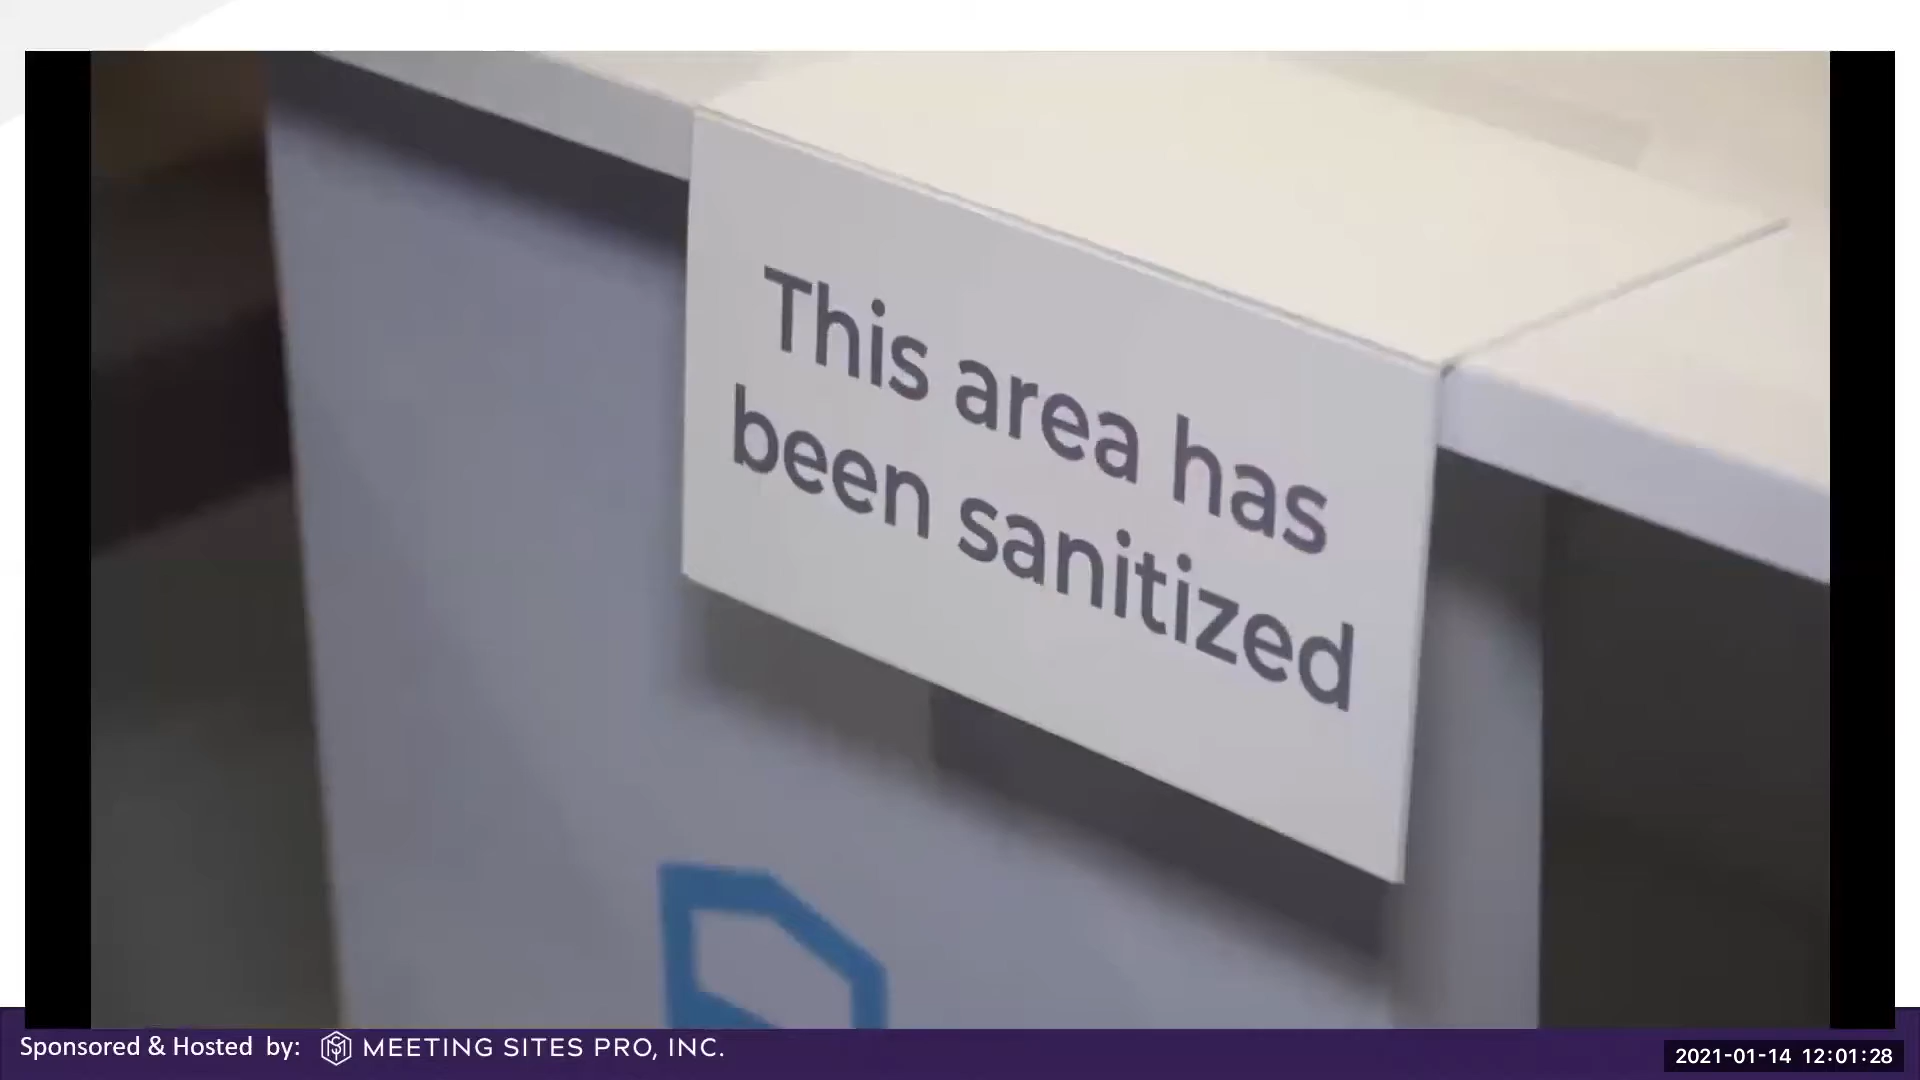 This area has
been sanitized
Sponsored & Hosted by: MEETING SITES PRO, INC.
2021-01-14 12:01:28